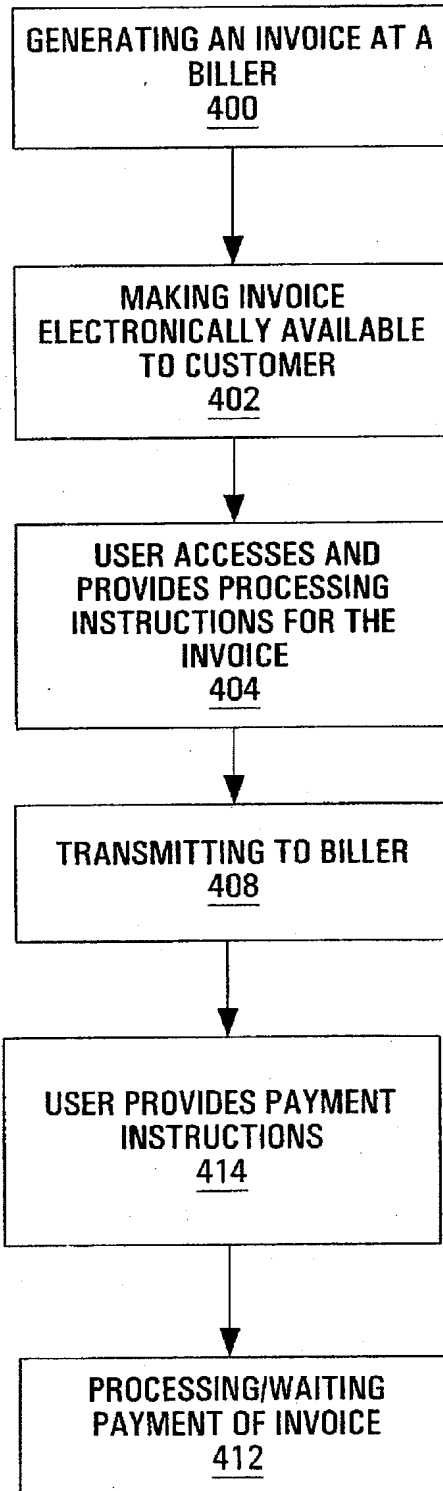 GENERATING AN INVOICE AT A
BILLER
400
MAKING INVOICE
ELECTRONICALLY AVAILABLE
TO CUSTOMER
402
USER ACCESSES AND
PROVIDES PROCESSING
INSTRUCTIONS FOR THE
INVOICE
404
TRANSMITTING TO BILLER
408
USER PROVIDES PAYMENT
INSTRUCTIONS
414
PROCESSING/WAITING
PAYMENT OF INVOICE
412